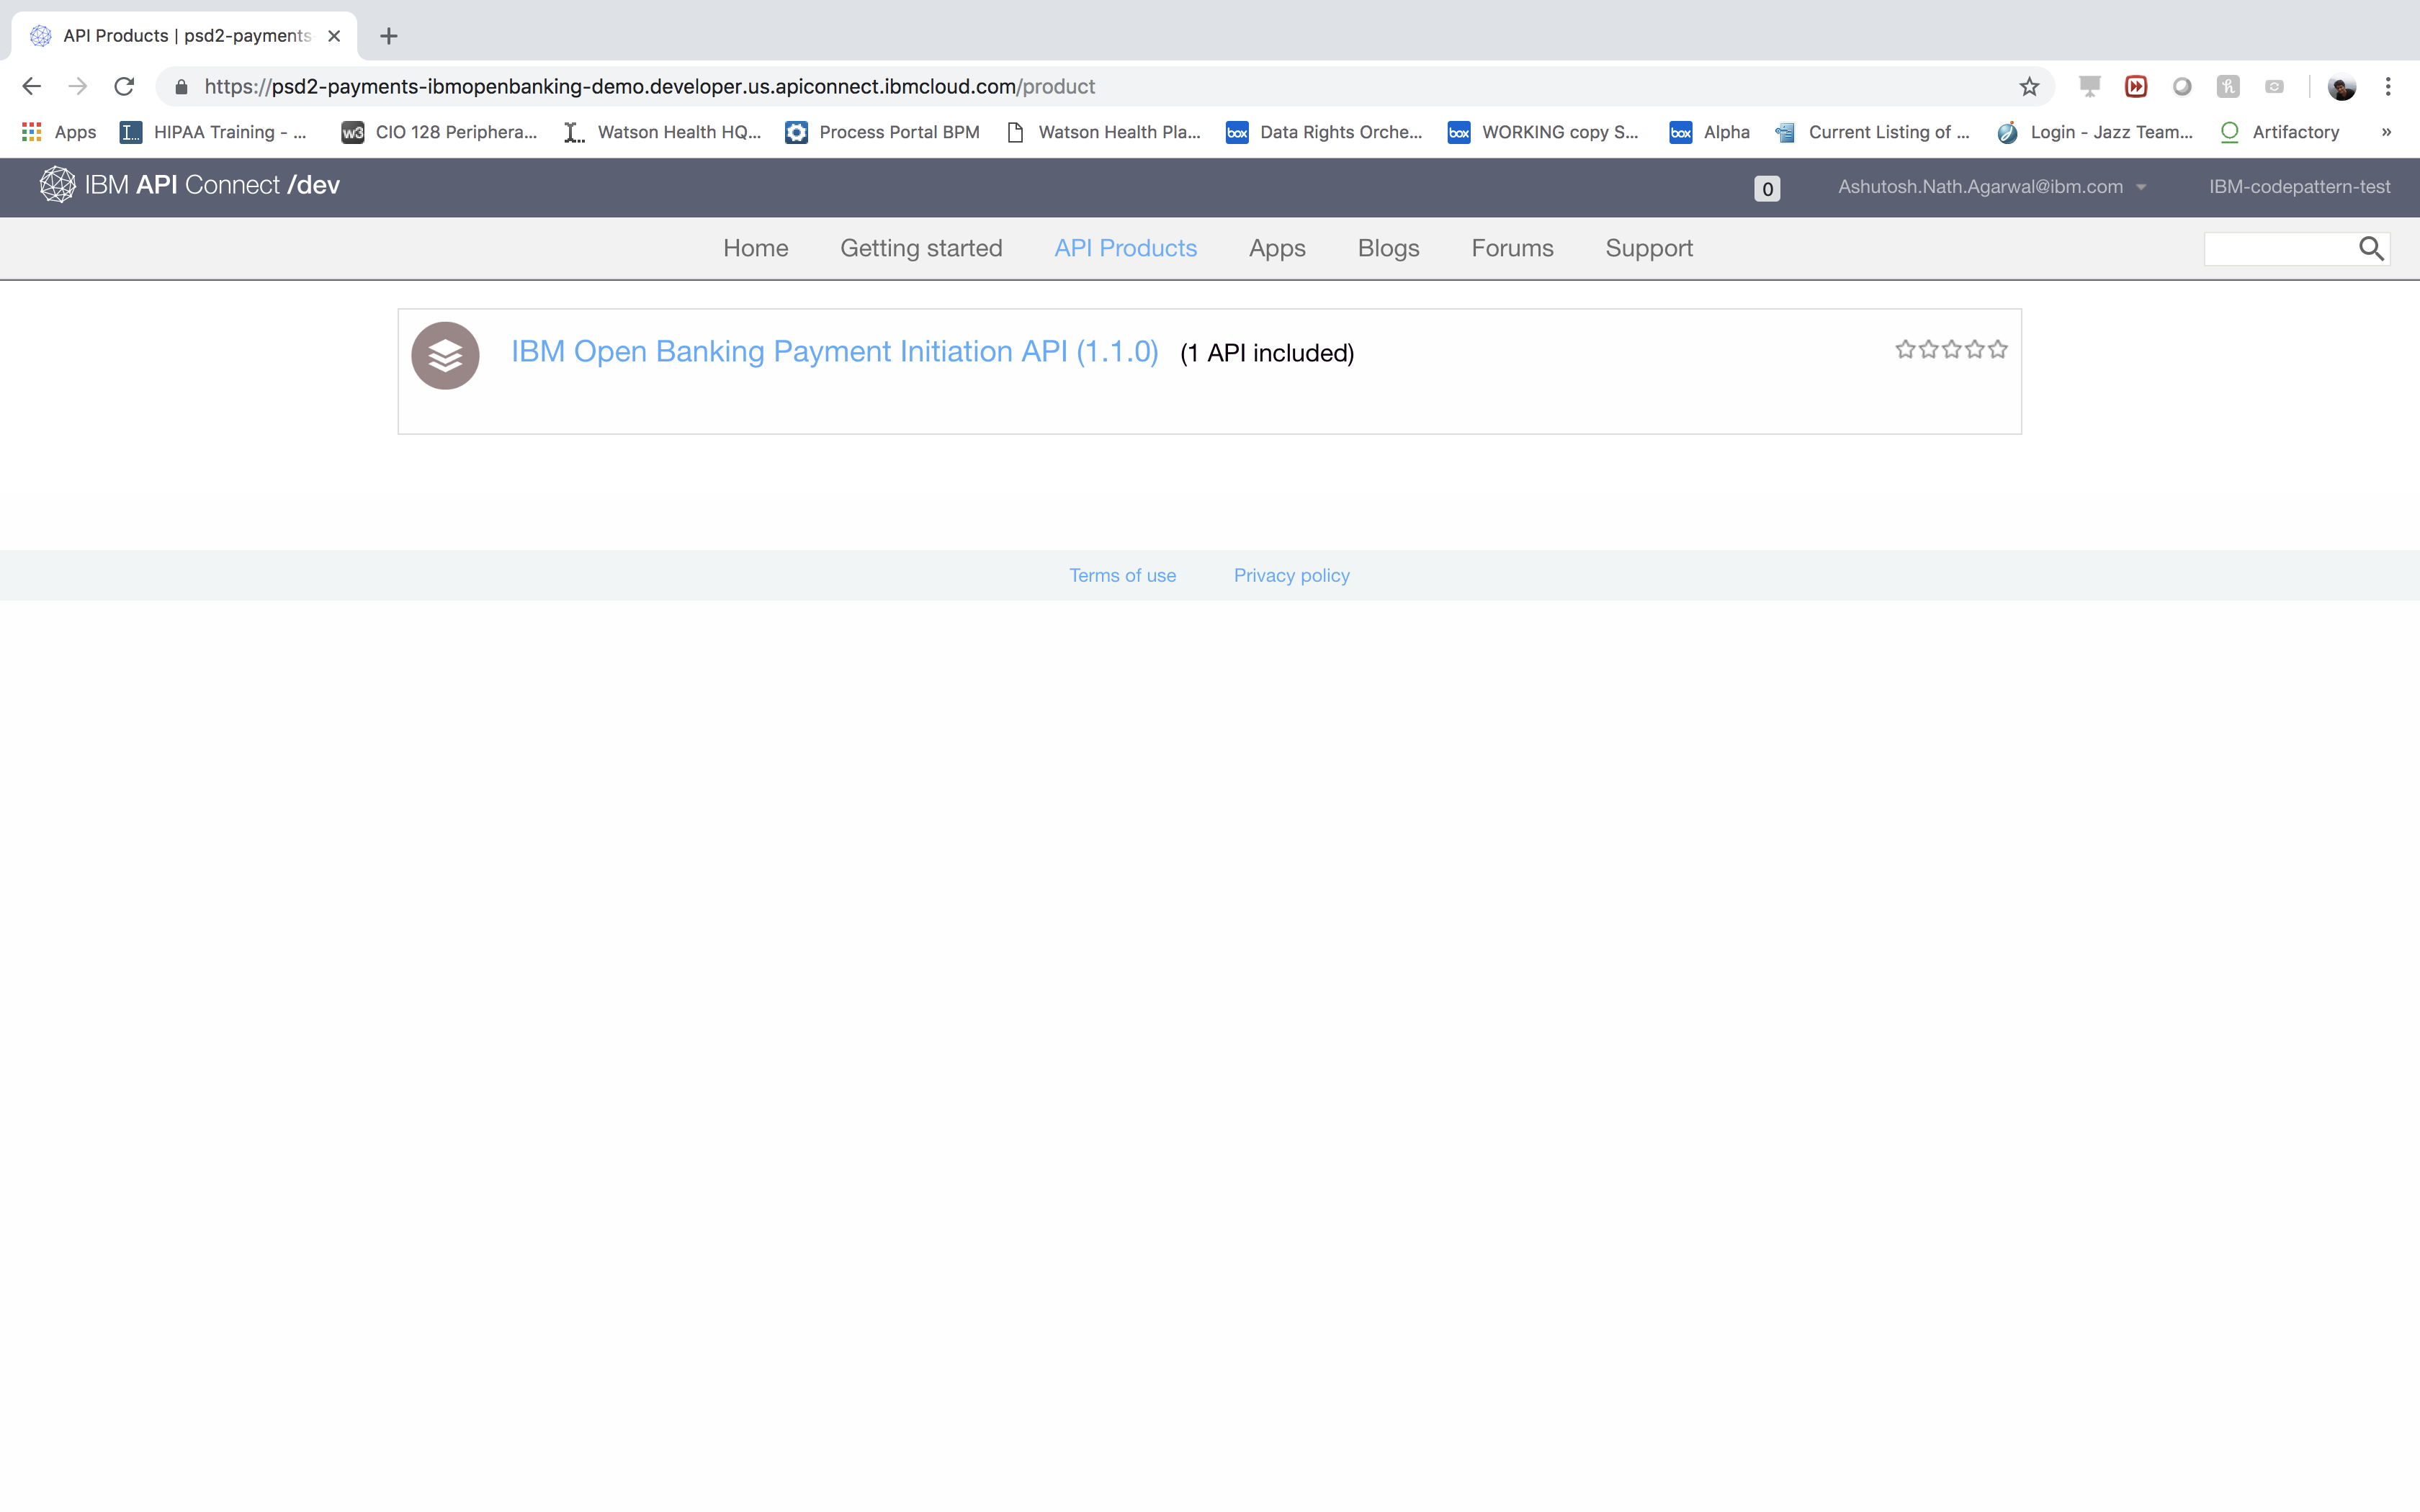 API Products | psd2-payments
https://psd2-payments-ibmopenbanking-demo.developer.us.apiconnect.ibmcloud.com/product
Apps I... HIPAA Training - ... w3 CIO 128 Periphera... I... Watson Health HQ... Process Portal BPM Watson Health Pla... box Data Rights Orche... box WORKING copy S... box Alpha Current Listing of ... Login - Jazz Team... Artifactory »
IBM API Connect /dev 0 Ashutosh.Nath.Agarwal@ibm.com IBM-codepattern-test
Home Getting started API Products Apps Blogs Forums Support
IBM Open Banking Payment Initiation API (1.1.0) (1 API included)
Terms of use Privacy policy